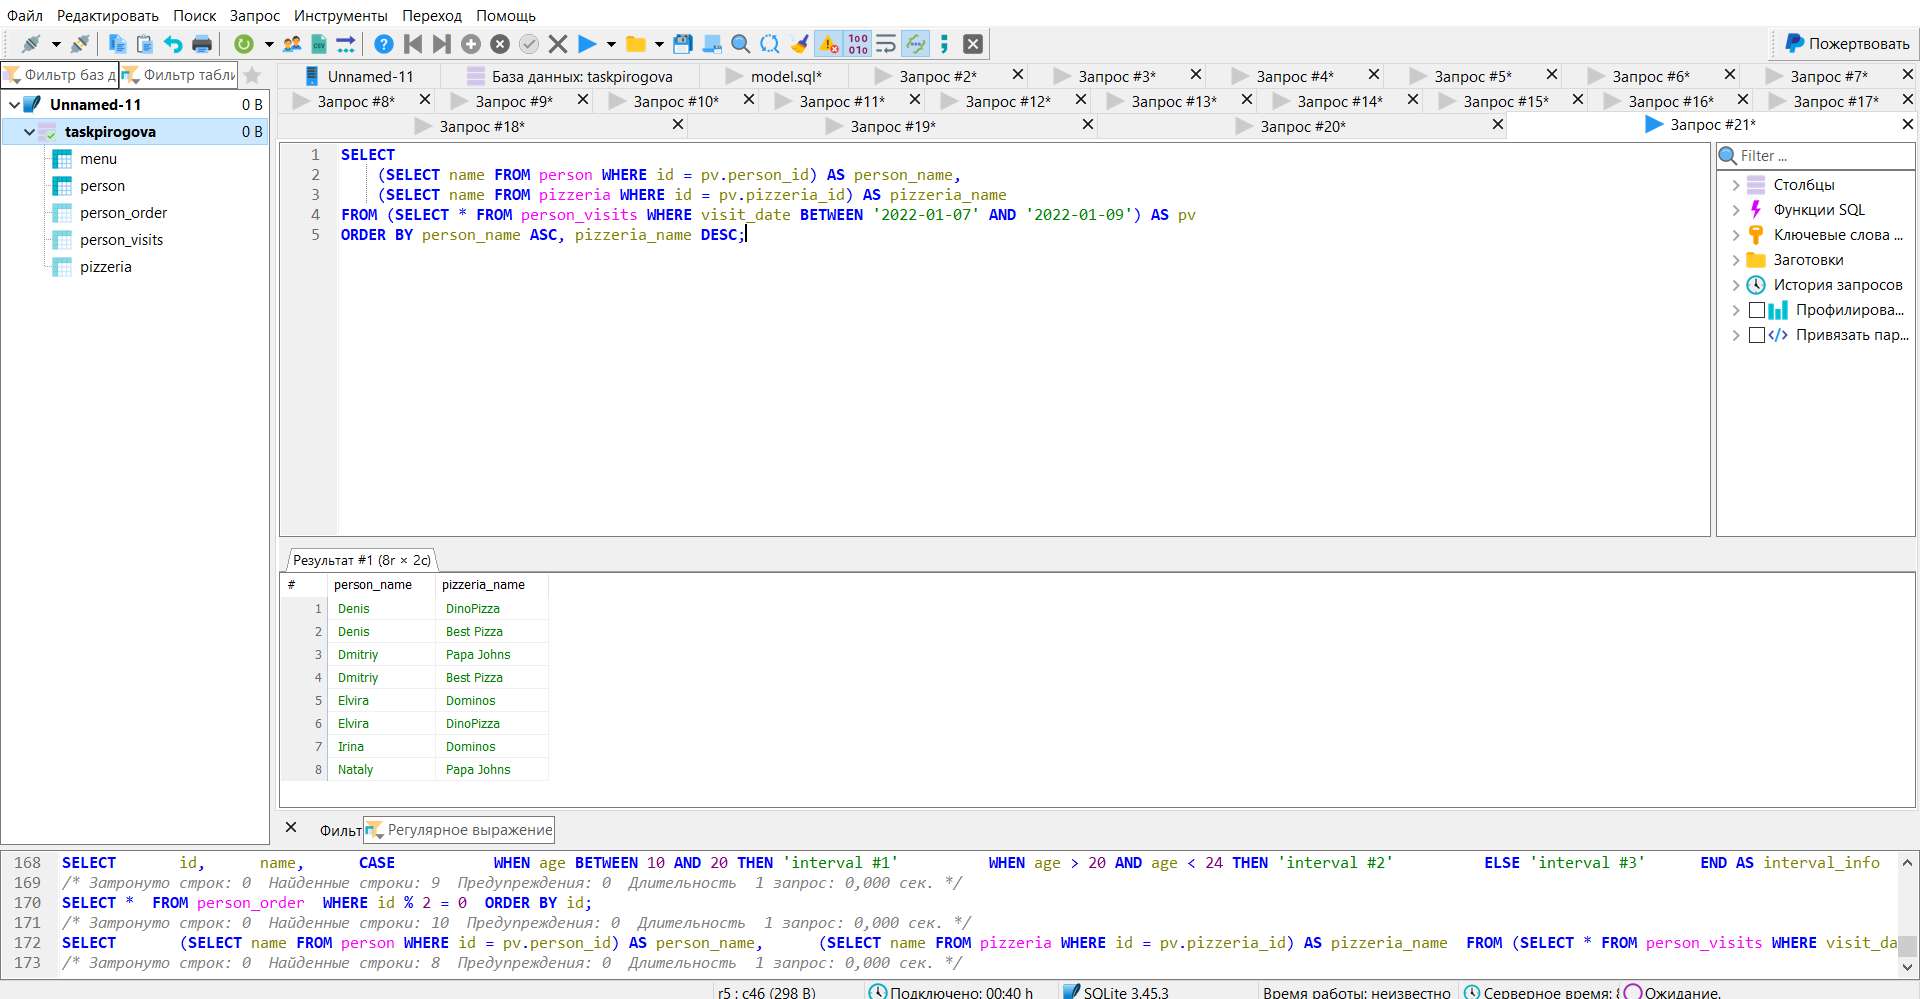 Файл Редактировать Поиск Запрос Инструменты Переход Помощь
Пожертвовать
Фильтр баз д Фильтр табли
Unnamed-11 База данных: taskpirogova model.sql* Запрос #2* Запрос #3* Запрос #4* Запрос #5* Запрос #6* Запрос #7*
Запрос #8* Запрос #9* Запрос #10* Запрос #11* Запрос #12* Запрос #13* Запрос #14* Запрос #15* Запрос #16* Запрос #17*
Запрос #18* Запрос #19* Запрос #20* Запрос #21*
Unnamed-11 0 B
taskpirogova 0 B
menu
person
person_order
person_visits
pizzeria
1 SELECT
2 (SELECT name FROM person WHERE id = pv.person_id) AS person_name,
3 (SELECT name FROM pizzeria WHERE id = pv.pizzeria_id) AS pizzeria_name
4 FROM (SELECT * FROM person_visits WHERE visit_date BETWEEN '2022-01-07' AND '2022-01-09') AS pv
5 ORDER BY person_name ASC, pizzeria_name DESC;
Filter ...
Столбцы
Функции SQL
Ключевые слова ...
Заготовки
История запросов
Профилирова...
Привязать пар...
Результат #1 (8r × 2c)
# person_name pizzeria_name
1 Denis DinoPizza
2 Denis Best Pizza
3 Dmitriy Papa Johns
4 Dmitriy Best Pizza
5 Elvira Dominos
6 Elvira DinoPizza
7 Irina Dominos
8 Nataly Papa Johns
Фильт Регулярное выражение
168 SELECT id, name, CASE WHEN age BETWEEN 10 AND 20 THEN 'interval #1' WHEN age > 20 AND age < 24 THEN 'interval #2' ELSE 'interval #3' END AS interval_info
169 /* Затронуто строк: 0 Найденные строки: 9 Предупреждения: 0 Длительность 1 запрос: 0,000 сек. */
170 SELECT * FROM person_order WHERE id % 2 = 0 ORDER BY id;
171 /* Затронуто строк: 0 Найденные строки: 10 Предупреждения: 0 Длительность 1 запрос: 0,000 сек. */
172 SELECT (SELECT name FROM person WHERE id = pv.person_id) AS person_name, (SELECT name FROM pizzeria WHERE id = pv.pizzeria_id) AS pizzeria_name FROM (SELECT * FROM person_visits WHERE visit_da
173 /* Затронуто строк: 0 Найденные строки: 8 Предупреждения: 0 Длительность 1 запрос: 0,000 сек. */
r5 : c46 (298 B) Подключено: 00:40 h SQLite 3.45.3 Время работы: неизвестно Серверное время: Ожидание.